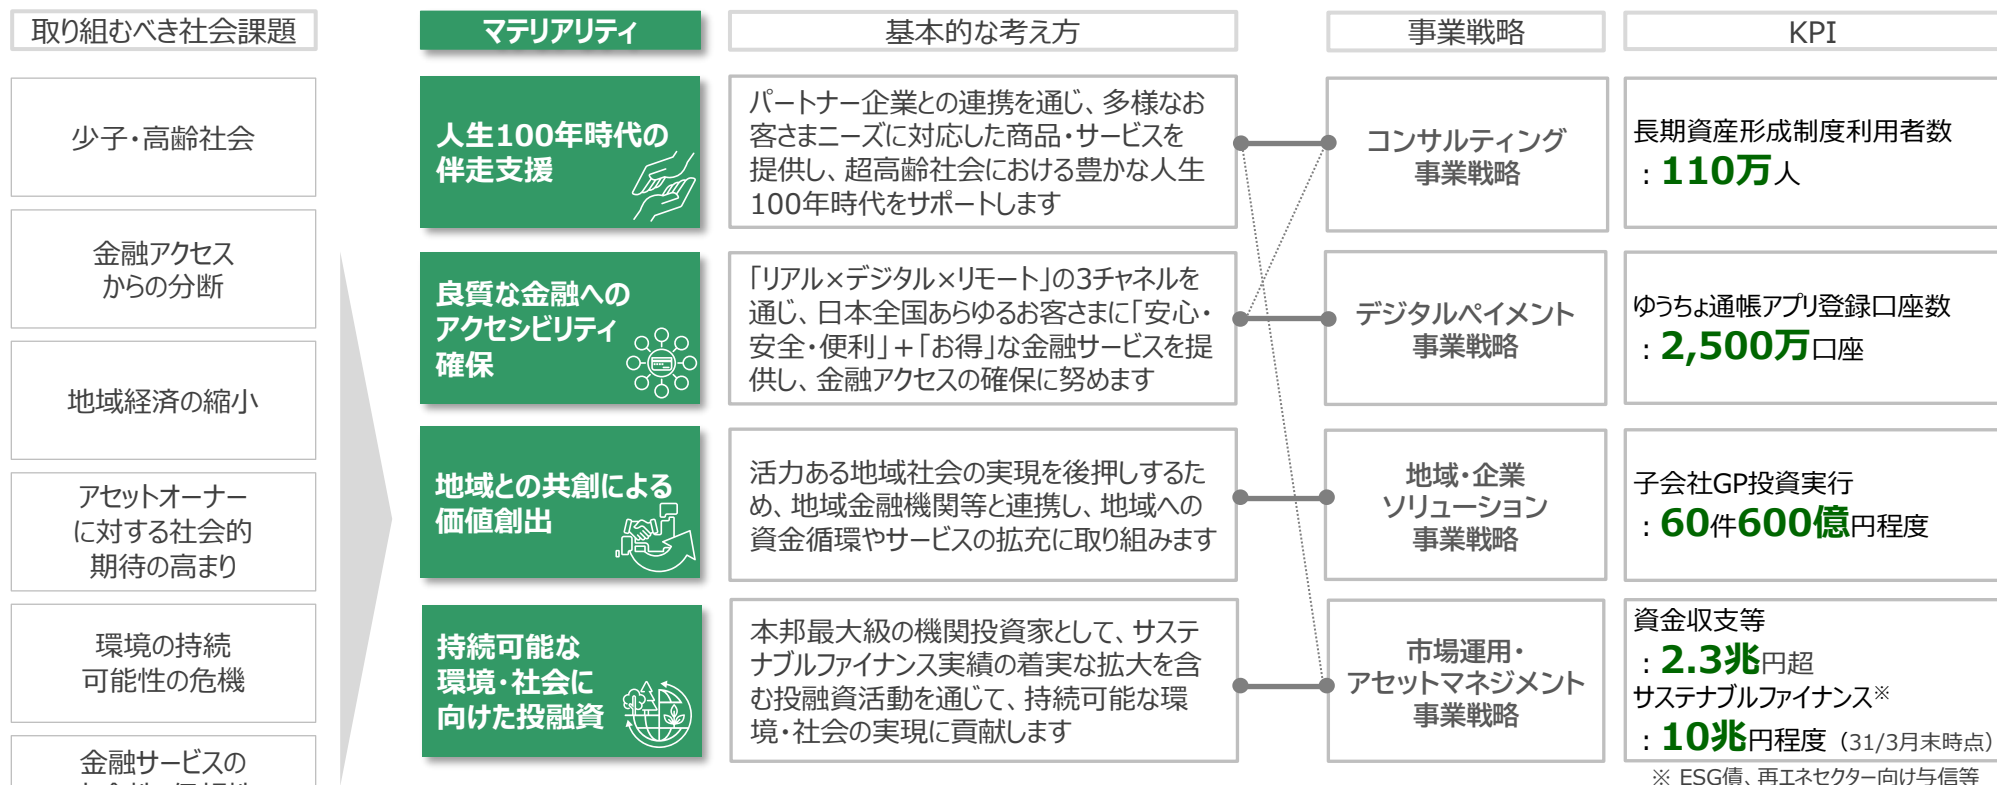 取り組むべき社会課題
マテリアリティ
基本的な考え方
事業戦略
KPI
少子・高齢社会
金融アクセス
からの分断
地域経済の縮小
アセットオーナー
に対する社会的
期待の高まり
環境の持続
可能性の危機
金融サービスの
人生100年時代の
伴走支援
パートナー企業との連携を通じ、多様なお
客さまニーズに対応した商品・サービスを
提供し、超高齢社会における豊かな人生
100年時代をサポートします
コンサルティング
事業戦略
長期資産形成制度利用者数
：110万人
良質な金融への
アクセシビリティ
確保
「リアル×デジタル×リモート」の3チャネルを
通じ、日本全国あらゆるお客さまに「安心・
安全・便利」＋「お得」な金融サービスを提
供し、金融アクセスの確保に努めます
デジタルペイメント
事業戦略
ゆうちょ通帳アプリ登録口座数
：2,500万口座
地域との共創による
価値創出
活力ある地域社会の実現を後押しするた
め、地域金融機関等と連携し、地域への
資金循環やサービスの拡充に取り組みます
地域・企業
ソリューション
事業戦略
子会社GP投資実行
：60件600億円程度
持続可能な
環境・社会に
向けた投融資
本邦最大級の機関投資家として、サステ
ナブルファイナンス実績の着実な拡大を含
む投融資活動を通じて、持続可能な環
境・社会の実現に貢献します
市場運用・
アセットマネジメント
事業戦略
資金収支等
：2.3兆円超
サステナブルファイナンス※
：10兆円程度（31/3月末時点）
※ ESG債、再エネセクター向け与信等